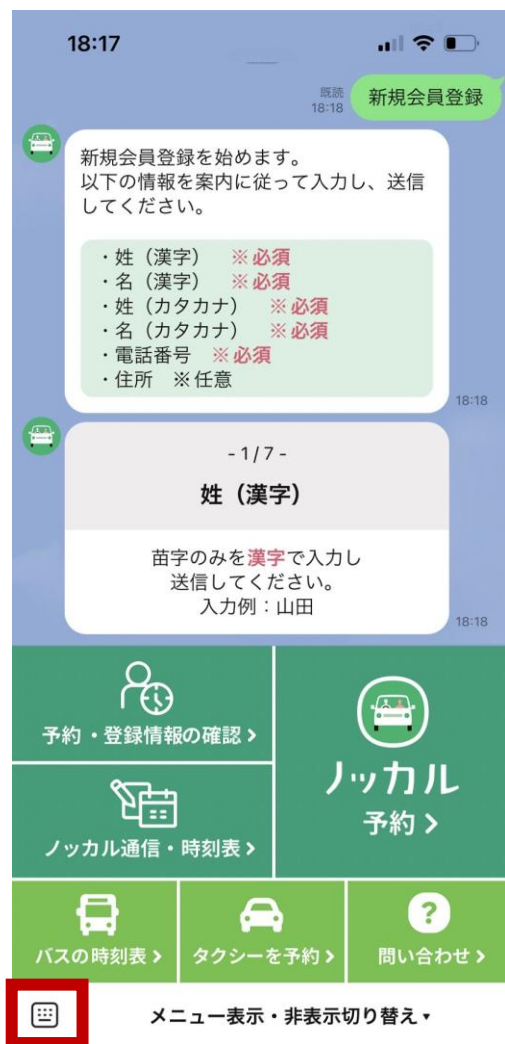 18:17
既読
18:18
新規会員登録
新規会員登録を始めます。
以下の情報を案内に従って入力し、送信
してください。
・姓（漢字）　※必須
・名（漢字）　※必須
・姓（カタカナ）　※必須
・名（カタカナ）　※必須
・電話番号　※必須
・住所　※任意
18:18
- 1/7 -
姓（漢字）
苗字のみを漢字で入力し
送信してください。
入力例：山田
18:18
予約・登録情報の確認 >
ノッカル
予約 >
ノッカル通信・時刻表 >
バスの時刻表 >
タクシーを予約 >
?
問い合わせ >
メニュー表示・非表示切り替え ▾